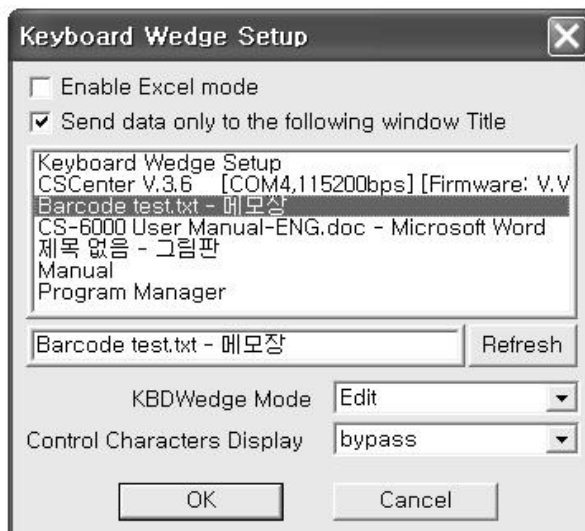 Keyboard Wedge Setup
Enable Excel mode
Send data only to the following window Title
Keyboard Wedge Setup
CSCenter V.3.6 [COM4,115200bps] [Firmware: V.V
Barcode test.txt - 메모장
CS-6000 User Manual-ENG.doc - Microsoft Word
제목 없음 - 그림판
Manual
Program Manager
Barcode test.txt - 메모장 Refresh
KBDWedge Mode Edit
Control Characters Display bypass
OK Cancel